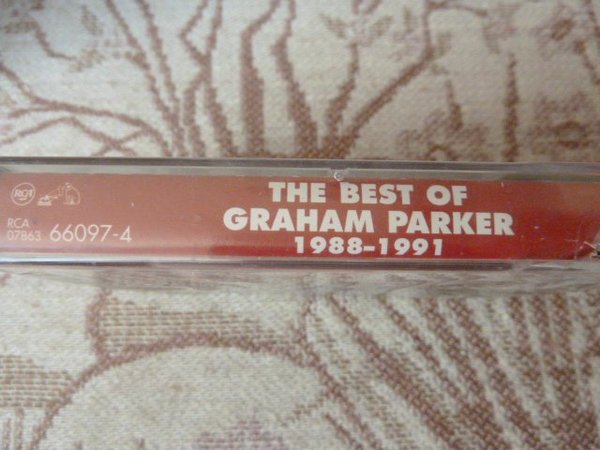 RCA
THE BEST OF
GRAHAM PARKER
1988-1991
RCA
07863 66097-4